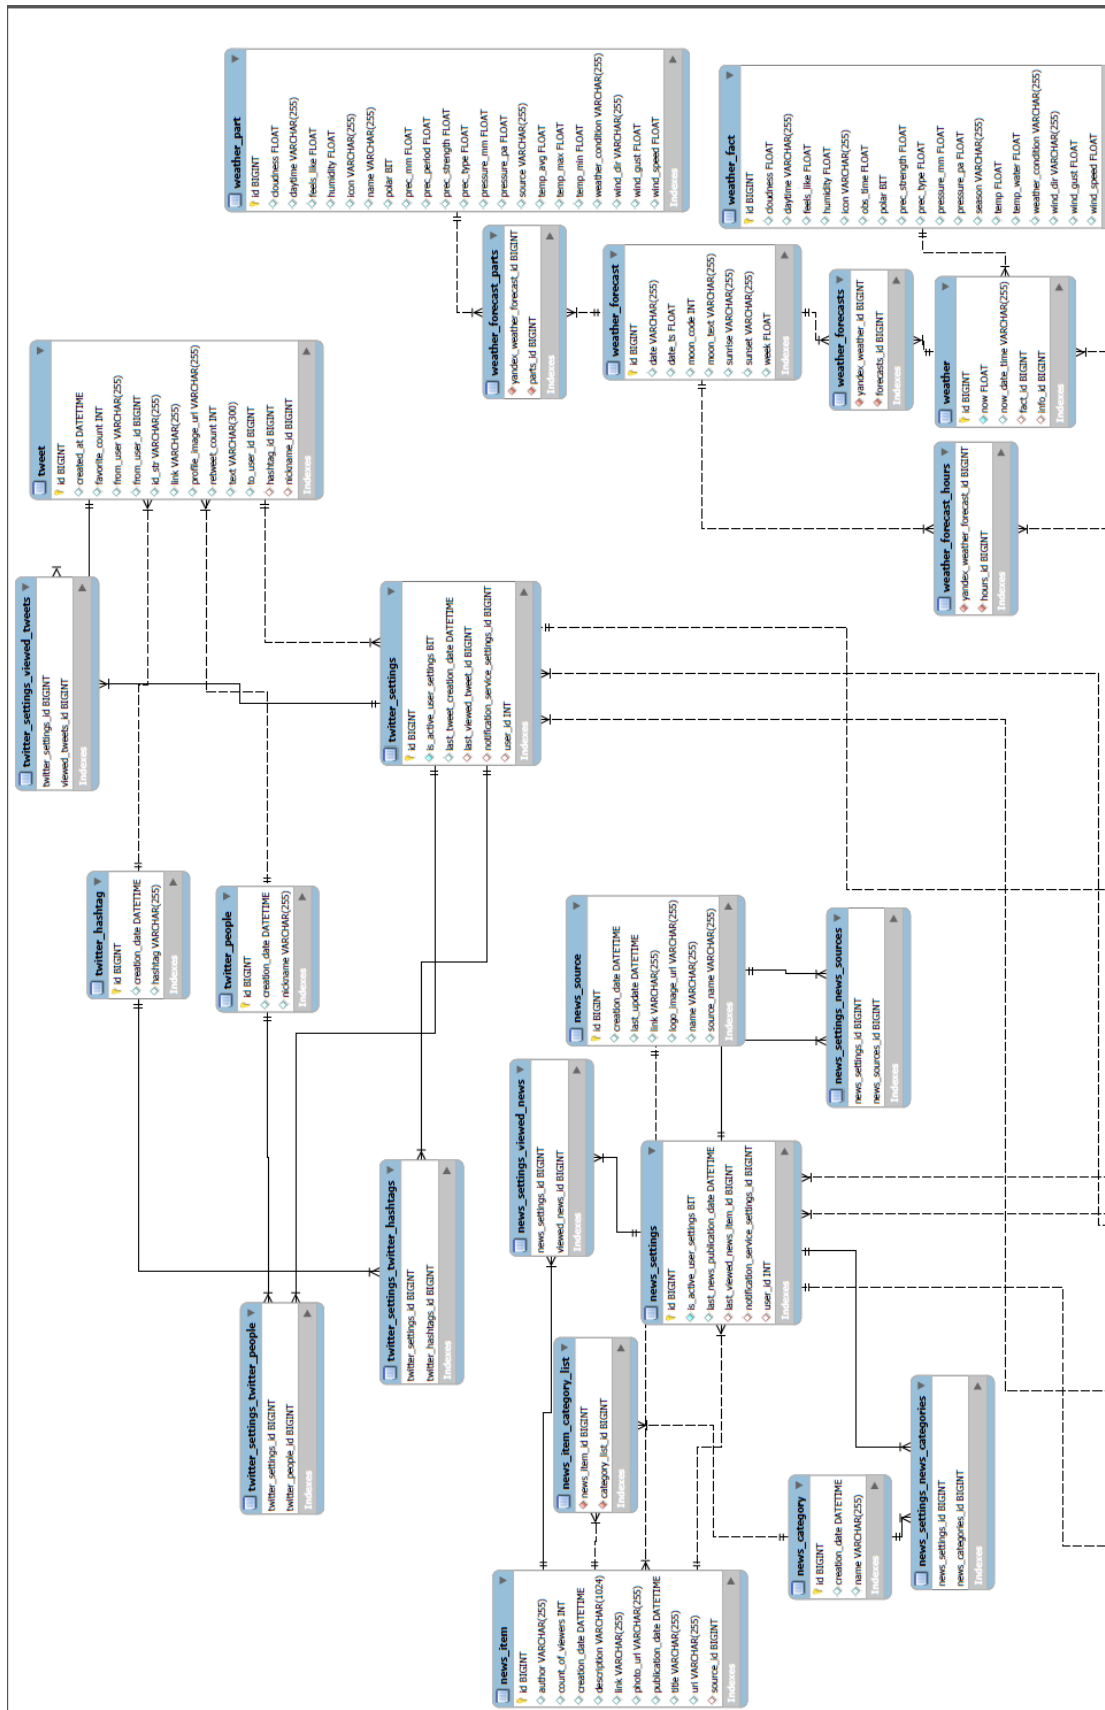 news_item
id BIGINT
author VARCHAR(255)
count_of_viewers INT
creation_date DATETIME
description VARCHAR(1024)
link VARCHAR(255)
photo_url VARCHAR(255)
publication_date DATETIME
title VARCHAR(255)
url VARCHAR(255)
source_id BIGINT
Indexes
news_category
id BIGINT
creation_date DATETIME
name VARCHAR(255)
Indexes
news_settings_news_categories
news_settings_id BIGINT
news_categories_id BIGINT
Indexes
news_item_category_list
news_item_id BIGINT
category_list_id BIGINT
Indexes
twitter_settings_twitter_people
twitter_settings_id BIGINT
twitter_people_id BIGINT
Indexes
twitter_settings_twitter_hashtags
twitter_settings_id BIGINT
twitter_hashtags_id BIGINT
Indexes
news_settings
id BIGINT
is_active_user_settings BIT
last_news_publication_date DATETIME
last_viewed_news_item_id BIGINT
notification_service_settings_id BIGINT
user_id INT
Indexes
news_settings_viewed_news
news_settings_id BIGINT
viewed_news_id BIGINT
Indexes
news_settings_news_sources
news_settings_id BIGINT
news_sources_id BIGINT
Indexes
news_source
id BIGINT
creation_date DATETIME
last_update DATETIME
link VARCHAR(255)
logo_image_url VARCHAR(255)
name VARCHAR(255)
source_name VARCHAR(255)
Indexes
twitter_people
id BIGINT
creation_date DATETIME
nickname VARCHAR(255)
Indexes
twitter_hashtag
id BIGINT
creation_date DATETIME
hashtag VARCHAR(255)
Indexes
twitter_settings_viewed_tweets
twitter_settings_id BIGINT
viewed_tweets_id BIGINT
Indexes
twitter_settings
id BIGINT
is_active_user_settings BIT
last_tweet_creation_date DATETIME
last_viewed_tweet_id BIGINT
notification_service_settings_id BIGINT
user_id INT
Indexes
tweet
id BIGINT
created_at DATETIME
favorite_count INT
from_user VARCHAR(255)
from_user_id BIGINT
id_str VARCHAR(255)
link VARCHAR(255)
profile_image_url VARCHAR(255)
retweet_count INT
text VARCHAR(300)
to_user_id BIGINT
hashtag_id BIGINT
nickname_id BIGINT
Indexes
weather_forecast_hours
yandex_weather_forecast_id BIGINT
hours_id BIGINT
Indexes
weather
id BIGINT
now FLOAT
now_date_time VARCHAR(255)
fact_id BIGINT
info_id BIGINT
Indexes
weather_forecasts
yandex_weather_id BIGINT
forecasts_id BIGINT
Indexes
weather_forecast
id BIGINT
date VARCHAR(255)
date_ts FLOAT
moon_code INT
moon_text VARCHAR(255)
sunrise VARCHAR(255)
sunset VARCHAR(255)
week FLOAT
Indexes
weather_forecast_parts
yandex_weather_forecast_id BIGINT
parts_id BIGINT
Indexes
weather_part
id BIGINT
cloudness FLOAT
daytime VARCHAR(255)
feels_like FLOAT
humidity FLOAT
icon VARCHAR(255)
name VARCHAR(255)
polar BIT
prec_mm FLOAT
prec_period FLOAT
prec_strength FLOAT
prec_type FLOAT
pressure_mm FLOAT
pressure_pa FLOAT
source VARCHAR(255)
temp_avg FLOAT
temp_max FLOAT
temp_min FLOAT
weather_condition VARCHAR(255)
wind_dir VARCHAR(255)
wind_gust FLOAT
wind_speed FLOAT
Indexes
weather_fact
id BIGINT
cloudness FLOAT
daytime VARCHAR(255)
feels_like FLOAT
humidity FLOAT
icon VARCHAR(255)
obs_time FLOAT
polar BIT
prec_strength FLOAT
prec_type FLOAT
pressure_mm FLOAT
pressure_pa FLOAT
season VARCHAR(255)
temp FLOAT
temp_water FLOAT
weather_condition VARCHAR(255)
wind_dir VARCHAR(255)
wind_gust FLOAT
wind_speed FLOAT